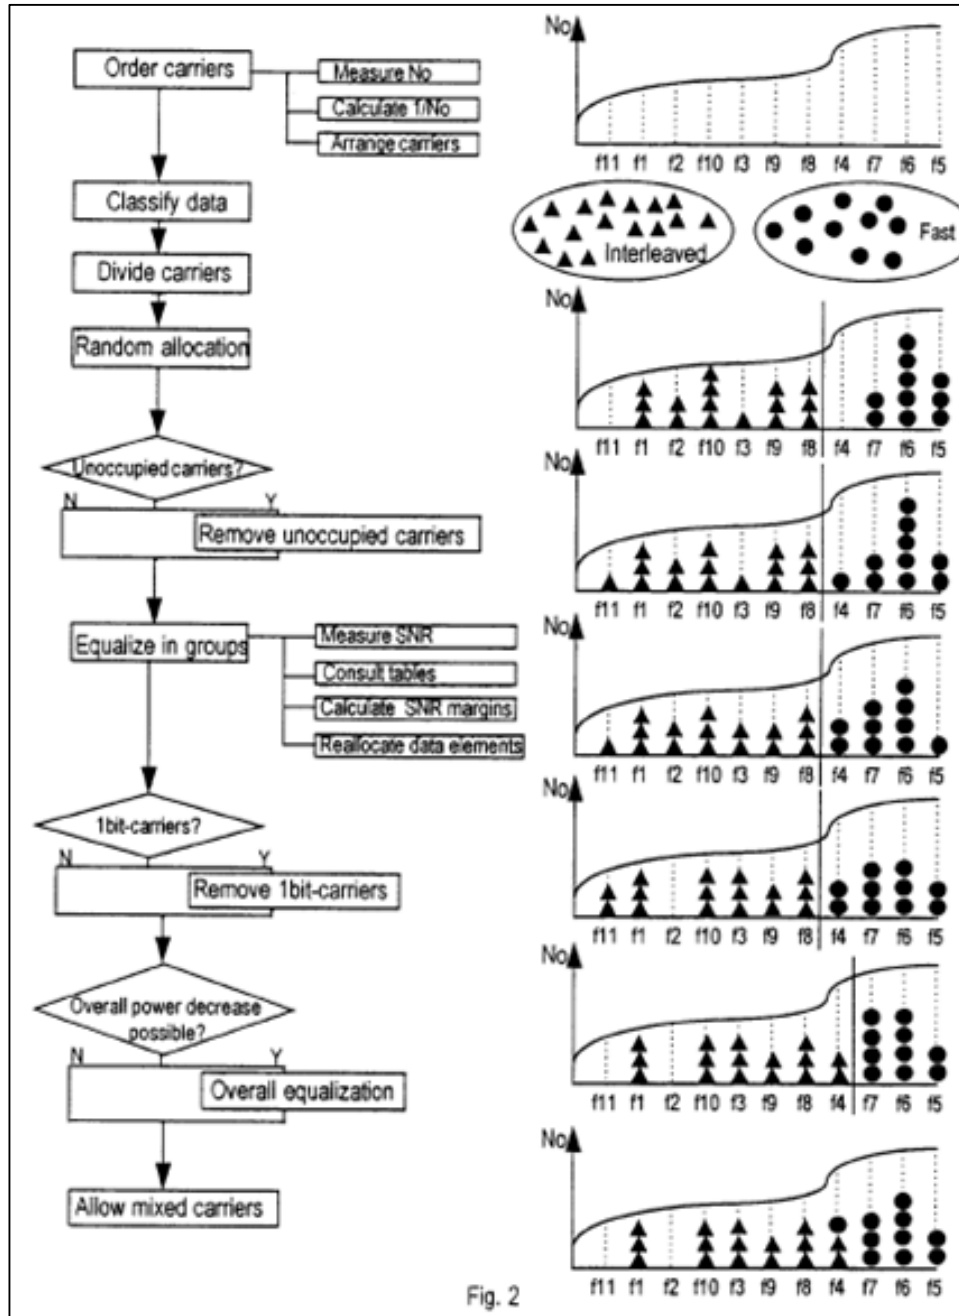 Order carriers
Measure No
Calculate 1/No
Arrange carriers
Classify data
Divide carriers
Random allocation
Unoccupied carriers?
N Y
Remove unoccupied carriers
Equalize in groups
Measure SNR
Consult tables
Calculate SNR margins
Reallocate data elements
1bit-carriers?
N Y
Remove 1bit-carriers
Overall power decrease
possible?
N Y
Overall equalization
Allow mixed carriers
No
f11 f1 f2 f10 f3 f9 f8 f4 f7 f6 f5
Interleaved
Fast
No
f11 f1 f2 f10 f3 f9 f8 f4 f7 f6 f5
No
f11 f1 f2 f10 f3 f9 f8 f4 f7 f6 f5
No
f11 f1 f2 f10 f3 f9 f8 f4 f7 f6 f5
No
f11 f1 f2 f10 f3 f9 f8 f4 f7 f6 f5
No
f11 f1 f2 f10 f3 f9 f8 f4 f7 f6 f5
No
f11 f1 f2 f10 f3 f9 f8 f4 f7 f6 f5
Fig. 2